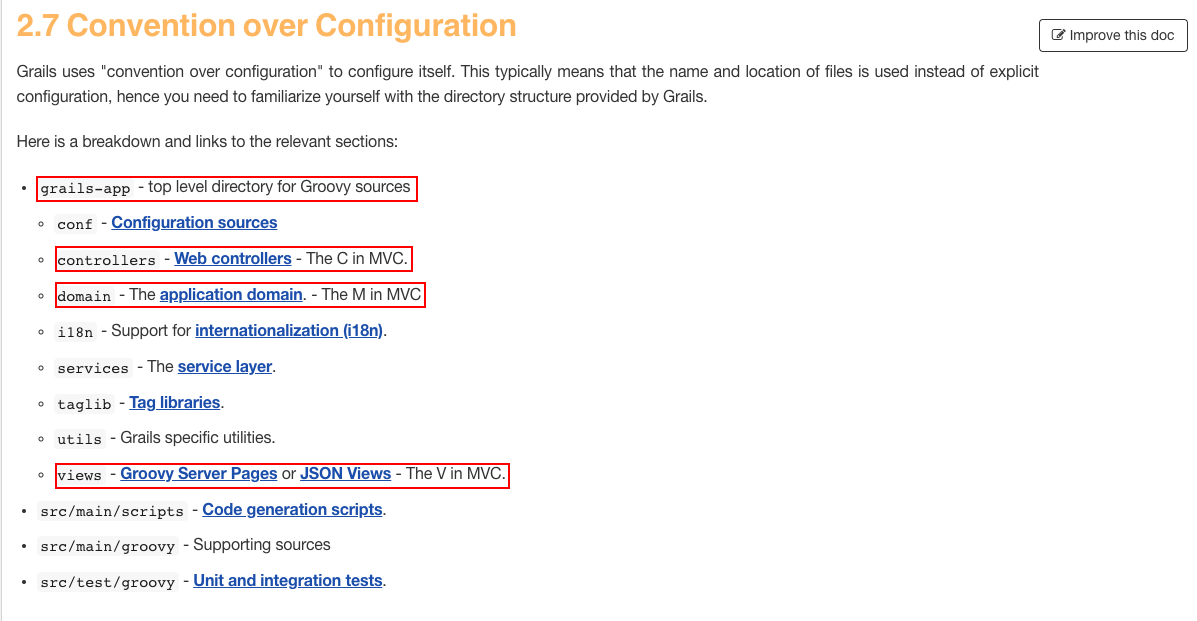 2.7 Convention over Configuration
Improve this doc
Grails uses "convention over configuration" to configure itself. This typically means that the name and location of files is used instead of explicit
configuration, hence you need to familiarize yourself with the directory structure provided by Grails.
Here is a breakdown and links to the relevant sections:
grails-app - top level directory for Groovy sources
conf - Configuration sources
controllers - Web controllers - The C in MVC.
domain - The application domain. - The M in MVC
i18n - Support for internationalization (i18n).
services - The service layer.
taglib - Tag libraries.
utils - Grails specific utilities.
views - Groovy Server Pages or JSON Views - The V in MVC.
src/main/scripts - Code generation scripts.
src/main/groovy - Supporting sources
src/test/groovy - Unit and integration tests.